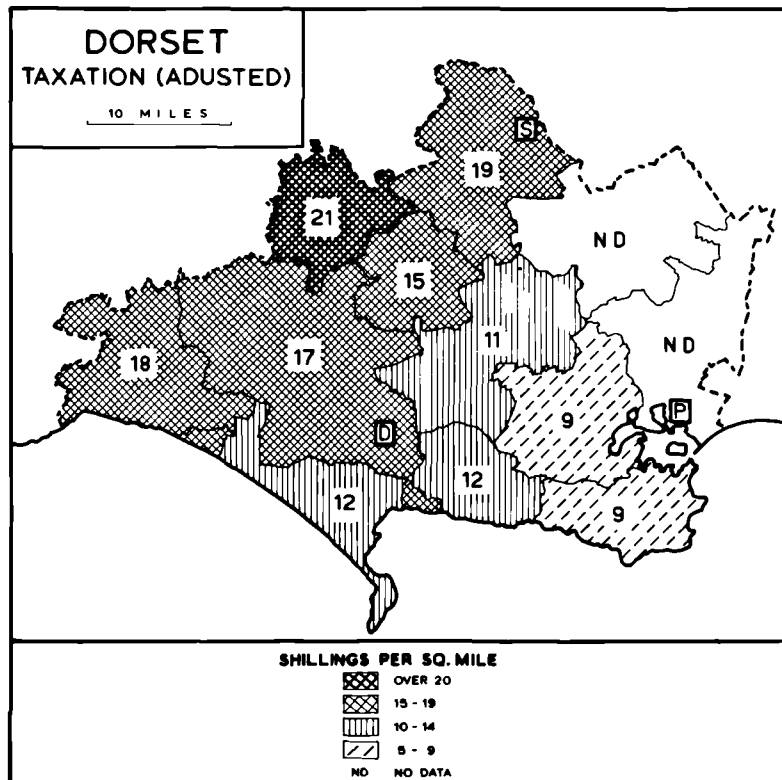 DORSET
TAXATION (ADUSTED)
10 MILES
S
19
21
ND
15
11
ND
17
18
P
9
D
12
12
9
SHILLINGS PER SQ. MILE
OVER 20
15 - 19
10 - 14
5 - 9
ND NO DATA